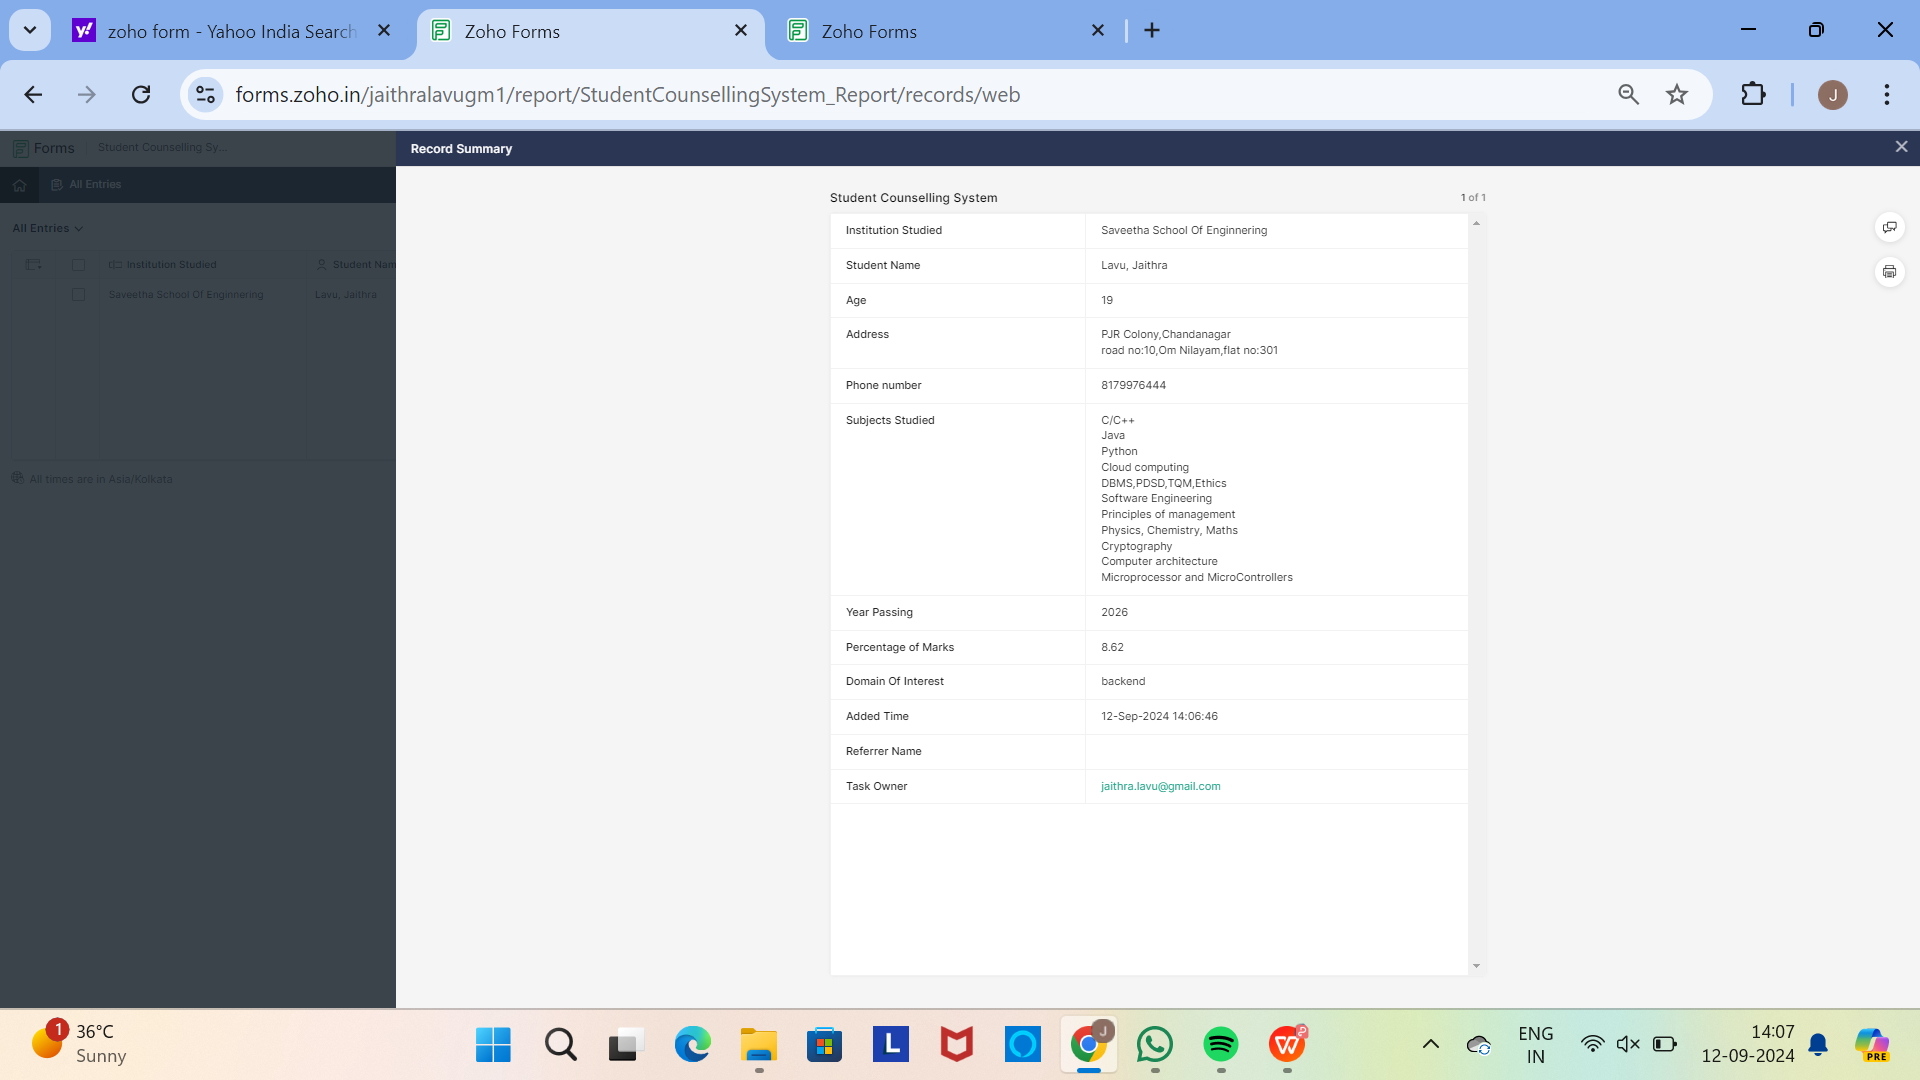 zoho form - Yahoo India Search
Zoho Forms
Zoho Forms
forms.zoho.in/jaithralavugm1/report/StudentCounsellingSystem_Report/records/web
J
Forms
Student Counselling Sy...
Record Summary
All Entries
Student Counselling System
1 of 1
All Entries
Institution Studied
Student Nam
Saveetha School Of Enginnering
Lavu, Jaithra
All times are in Asia/Kolkata
Institution Studied Saveetha School Of Enginnering
Student Name Lavu, Jaithra
Age 19
Address PJR Colony,Chandanagar
road no:10,Om Nilayam,flat no:301
Phone number 8179976444
Subjects Studied C/C++
Java
Python
Cloud computing
DBMS,PDSD,TQM,Ethics
Software Engineering
Principles of management
Physics, Chemistry, Maths
Cryptography
Computer architecture
Microprocessor and MicroControllers
Year Passing 2026
Percentage of Marks 8.62
Domain Of Interest backend
Added Time 12-Sep-2024 14:06:46
Referrer Name
Task Owner jaithra.lavu@gmail.com
1
36°C
Sunny
L
J
ENG
IN
14:07
12-09-2024
PRE